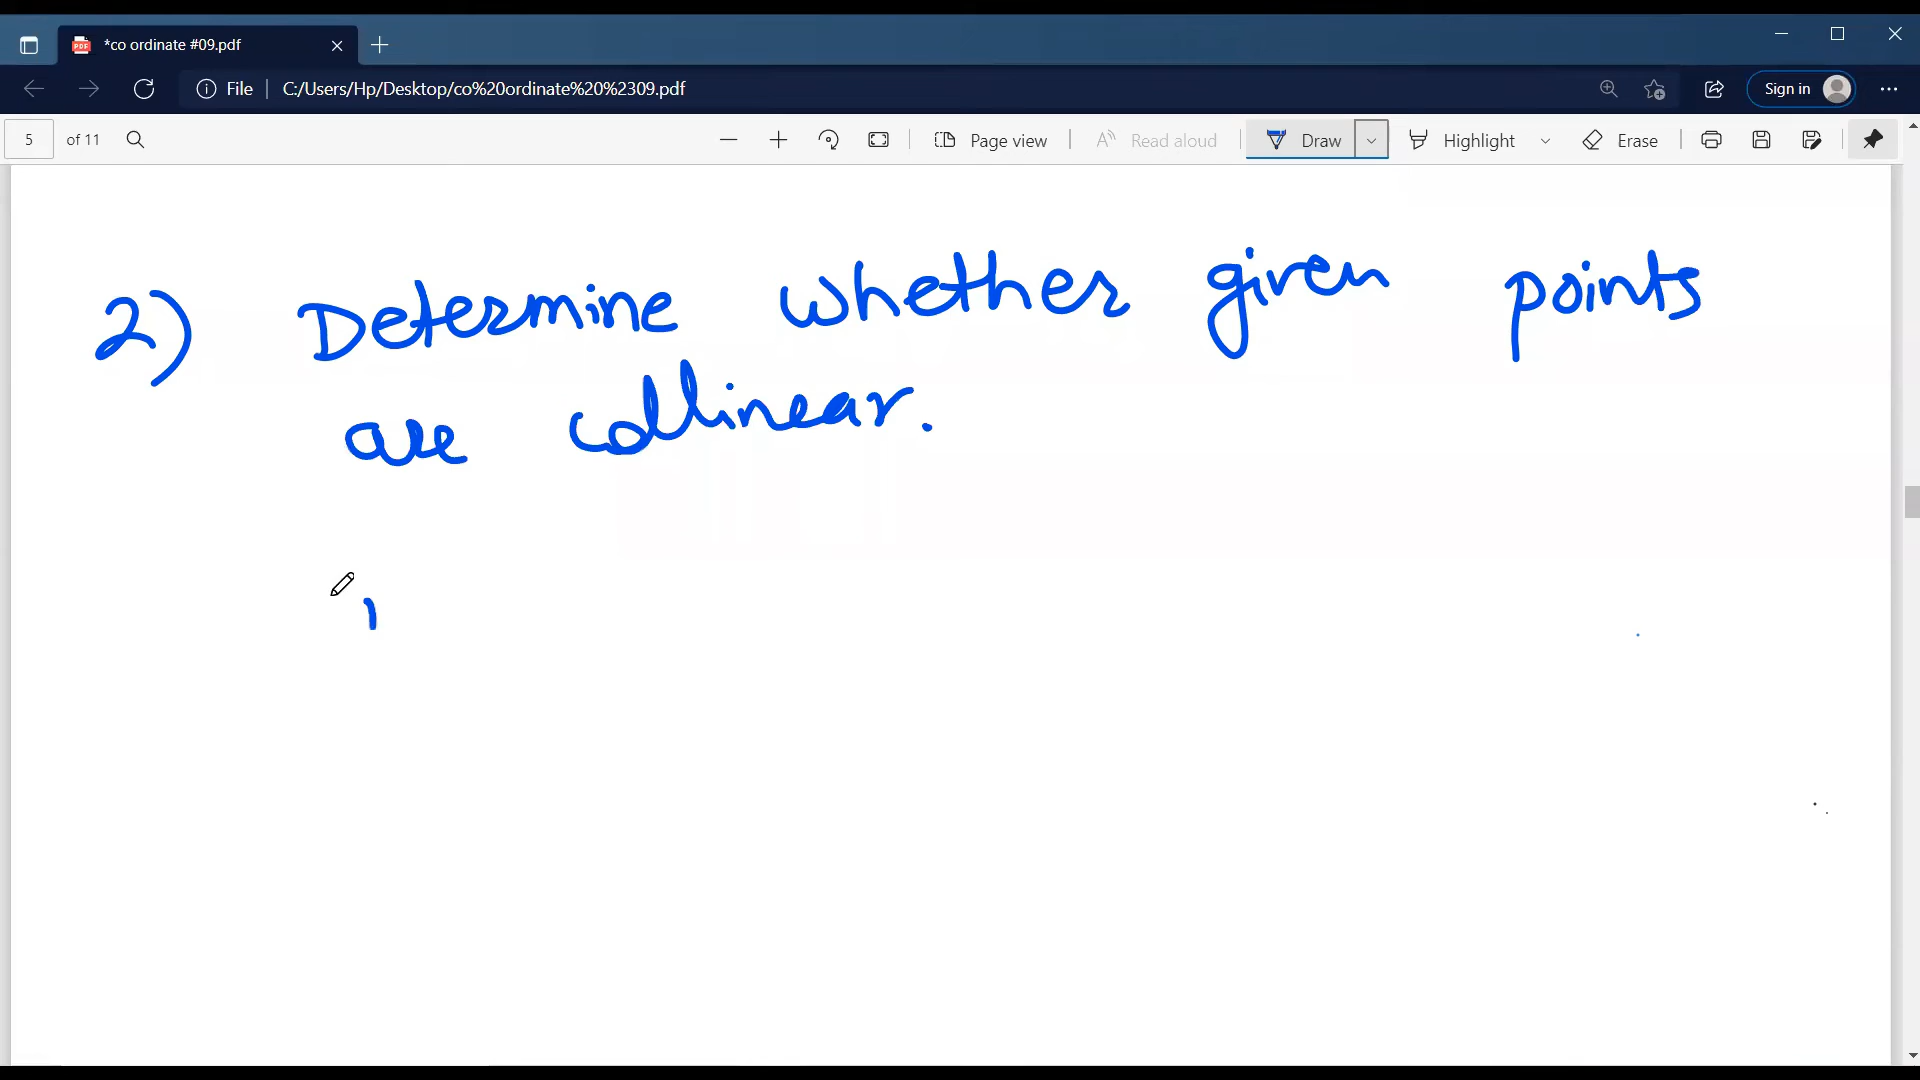 *co ordinate #09.pdf
File C:/Users/Hp/Desktop/co%20ordinate%20%2309.pdf Sign in
5 of 11 Page view Read aloud Draw Highlight Erase
2) Determine whether given points
are collinear.